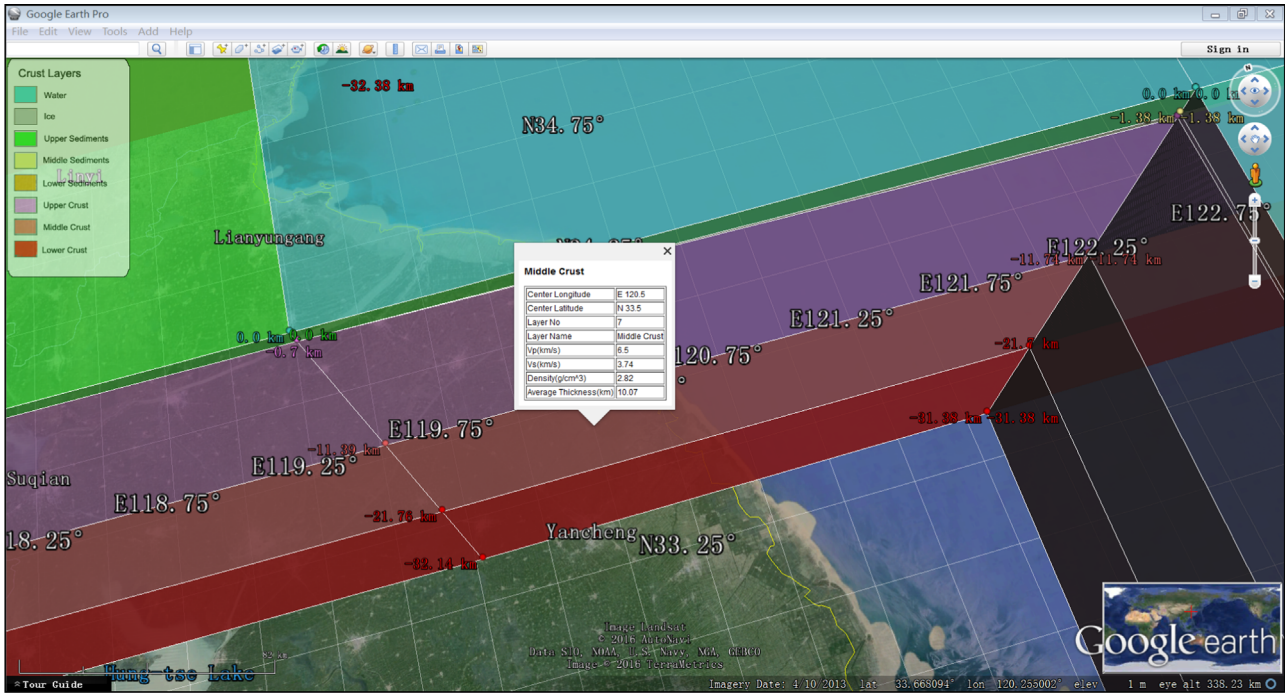 Google Earth Pro
File Edit View Tools Add Help
Sign in
Crust Layers
Water
Ice
Upper Sediments
Middle Sediments
Lower Sediments
Upper Crust
Middle Crust
Lower Crust
Linyi
-32.38 km
N34.75°
N
0.0 km
0.0
-1.38 km
-1.38 km
Lianyungang
E122.75°
E122.25°
-11.74 km
-11.74 km
E121.75°
E121.25°
0.0 km
0.0 km
-0.7 km
-21.5 km
120.75°
Middle Crust
Center Longitude E 120.5
Center Latitude N 33.5
Layer No 7
Layer Name Middle Crust
Vp(km/s) 6.5
Vs(km/s) 3.74
Density(g/cm^3) 2.82
Average Thickness(km) 10.07
-31.38 km
-31.38 km
E119.75°
-11.39 km
E119.25°
Suqian
E118.75°
18.25°
-21.76 km
Yancheng
N33.25°
-32.14 km
Image Landsat
© 2016 AutoNavi
Data SIO, NOAA, U.S. Navy, NGA, GEBCO
Image © 2016 TerraMetrics
Google earth
Hung-tse Lake
Tour Guide
Imagery Date: 4/10/2013 lat 33.668094° lon 120.255002° elev 1 m eye alt 338.23 km